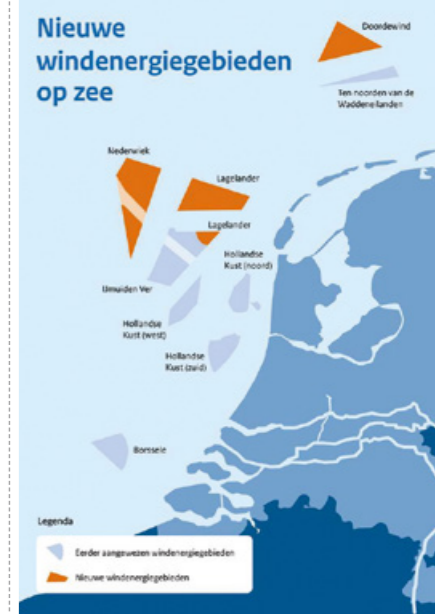 Nieuwe
windenergiegebieden
op zee
Doordewind
Ten noorden van de
Waddeneilanden
Nederwiek
Lagelander
Lagelander
Hollandse
Kust (noord)
IJmuiden Ver
Hollandse
Kust (west)
Hollandse
Kust (zuid)
Borssele
Legenda
Eerder aangewezen windenergiegebieden
Nieuwe windenergiegebieden